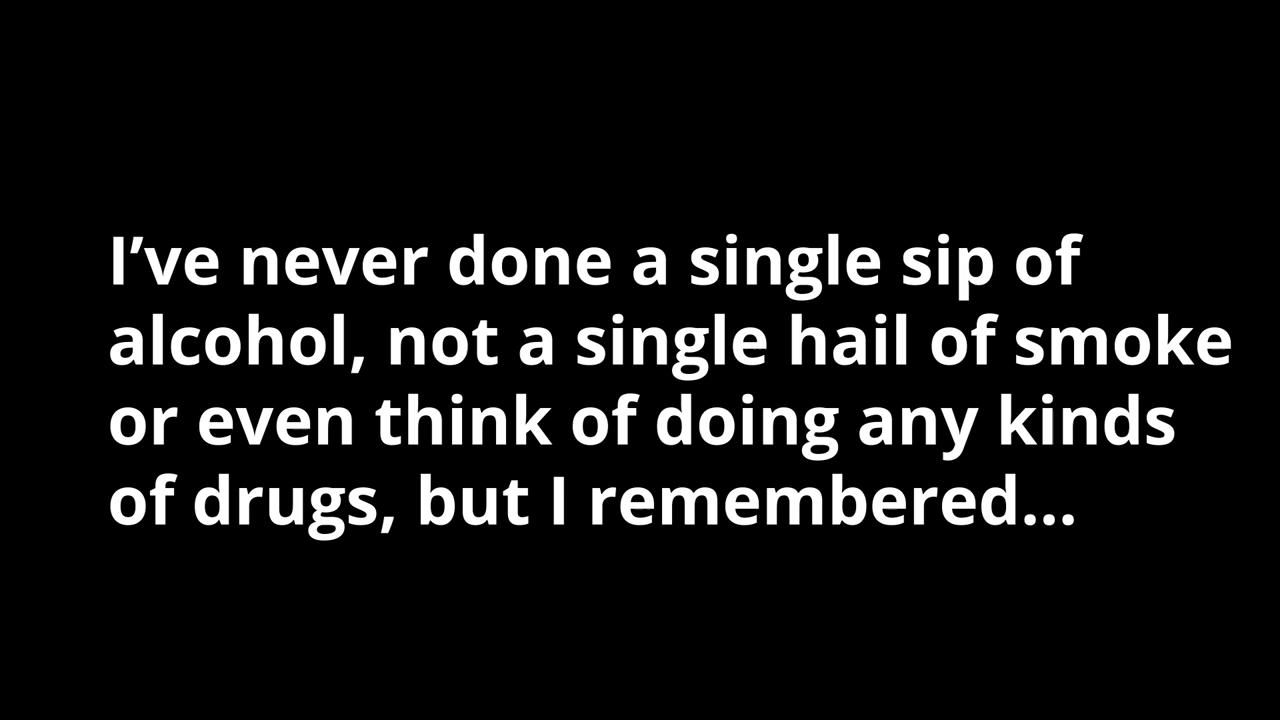 I’ve never done a single sip of
alcohol, not a single hail of smoke
or even think of doing any kinds
of drugs, but I remembered...